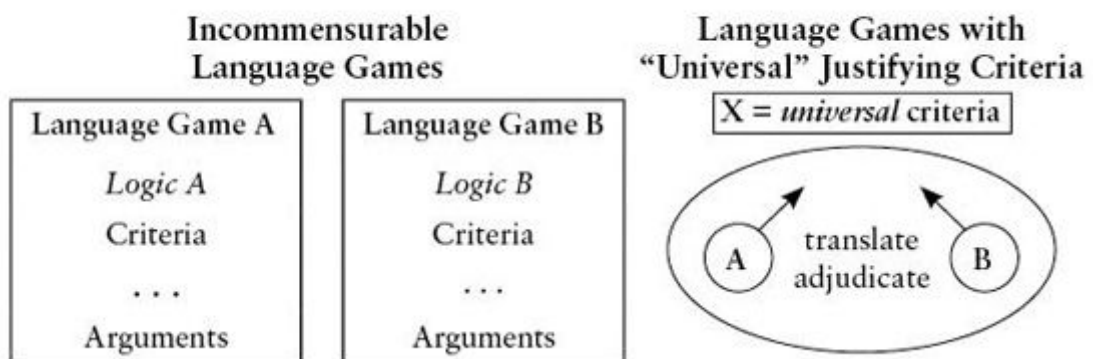 Incommensurable
Language Games
Language Game A
Logic A
Criteria
...
Arguments
Language Game B
Logic B
Criteria
...
Arguments
Language Games with
“Universal” Justifying Criteria
X = universal criteria
A
translate
adjudicate
B